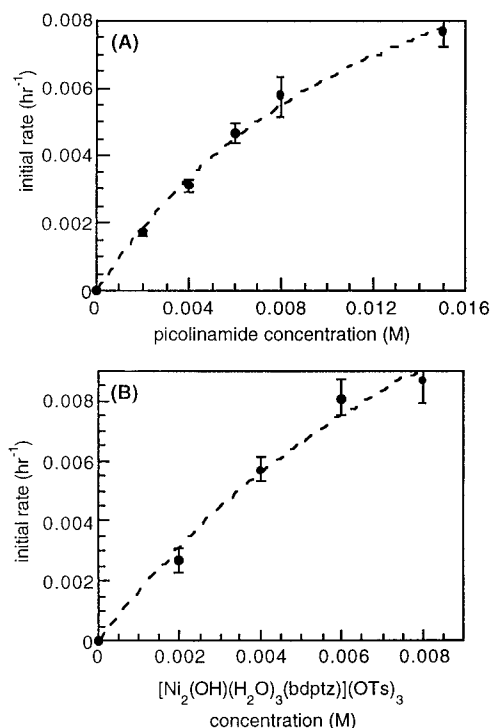 (A)
0.008
0.006
0.004
0.002
0
initial rate (hr⁻¹)
0 0.004 0.008 0.012 0.016
picolinamide concentration (M)
(B)
0.008
0.006
0.004
0.002
0
initial rate (hr⁻¹)
0 0.002 0.004 0.006 0.008
[Ni₂(OH)(H₂O)₃(bdptz)](OTs)₃
concentration (M)